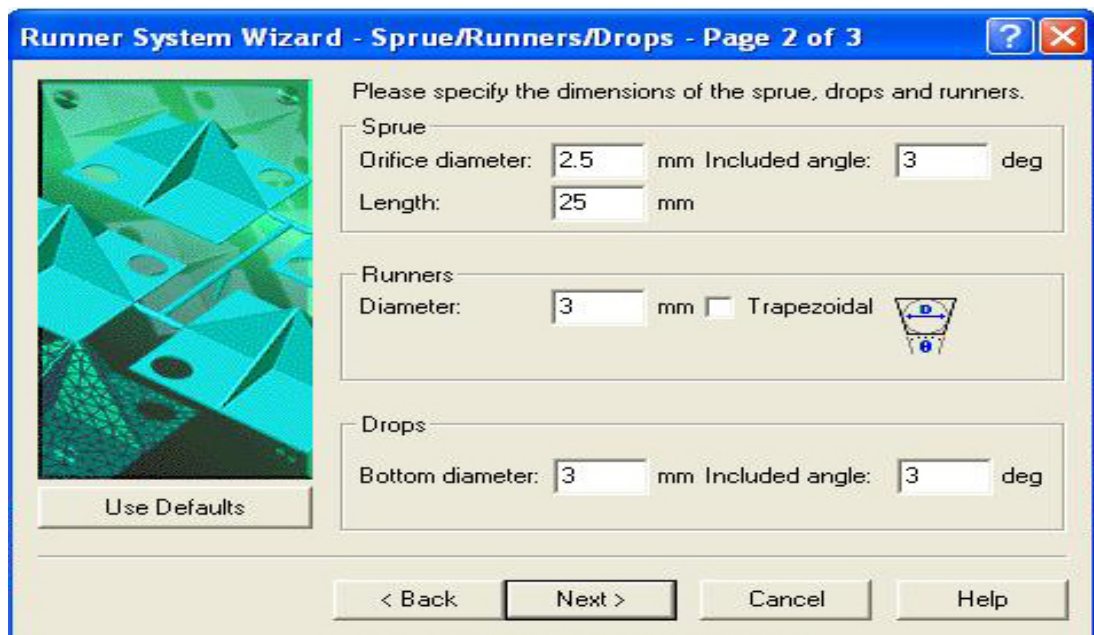 Runner System Wizard - Sprue/Runners/Drops - Page 2 of 3
Please specify the dimensions of the sprue, drops and runners.
Sprue
Orifice diameter: 2.5 mm Included angle: 3 deg
Length: 25 mm
Runners
Diameter: 3 mm Trapezoidal
D
θ
Drops
Bottom diameter: 3 mm Included angle: 3 deg
Use Defaults
< Back Next > Cancel Help